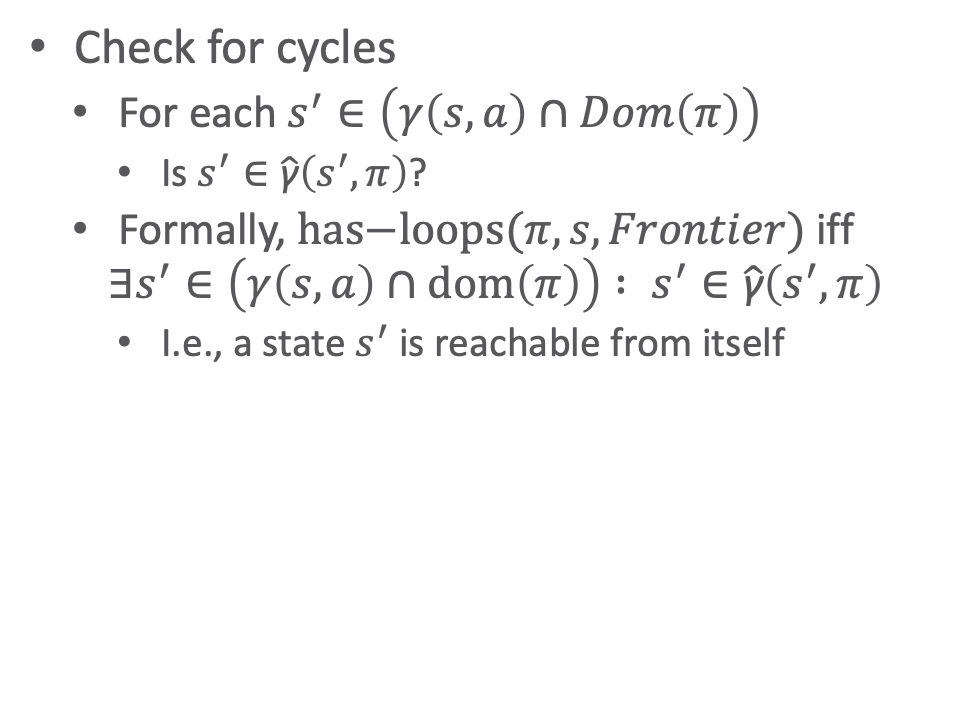 • Check for cycles
• For each 𝑠′ ∈ (𝛾(𝑠, 𝑎) ∩ 𝐷𝑜𝑚(𝜋))
• Is 𝑠′ ∈ 𝛾̂(𝑠′, 𝜋)?
• Formally, has−loops(𝜋, 𝑠, 𝐹𝑟𝑜𝑛𝑡𝑖𝑒𝑟) iff
∃𝑠′ ∈ (𝛾(𝑠, 𝑎) ∩ dom(𝜋)) : 𝑠′ ∈ 𝛾̂(𝑠′, 𝜋)
• I.e., a state 𝑠′ is reachable from itself